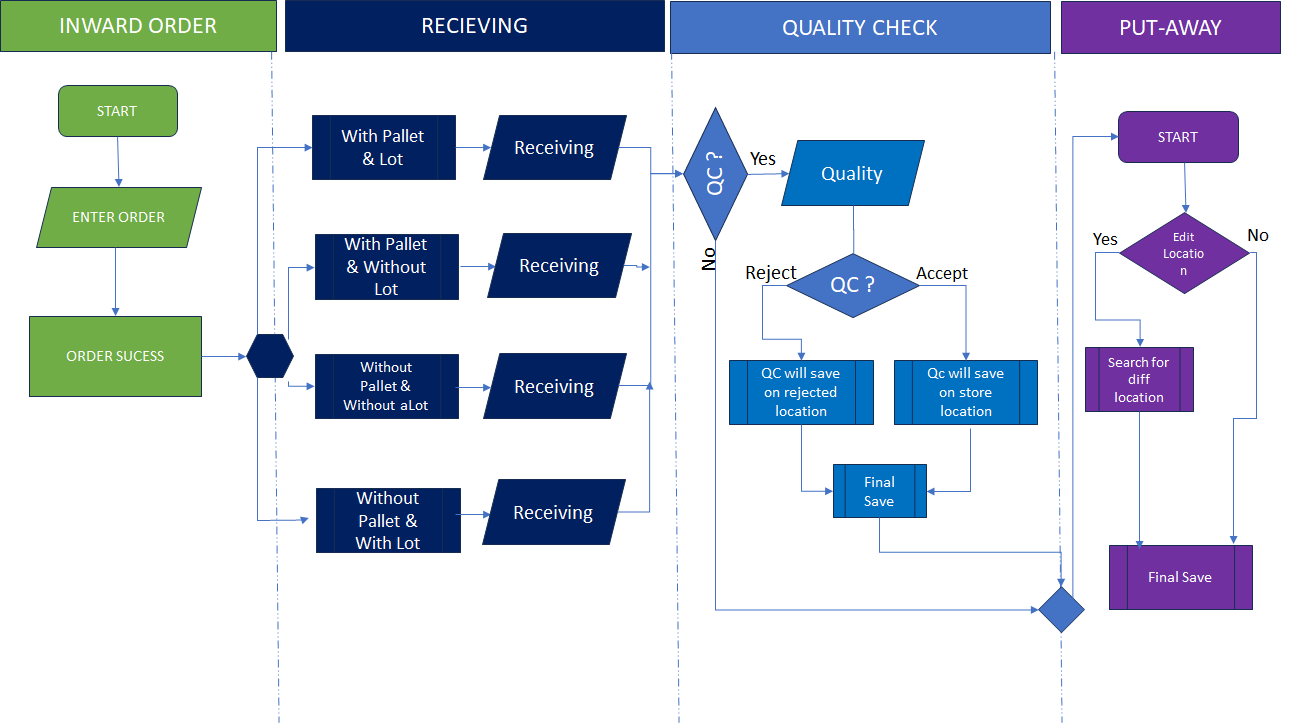 INWARD ORDER
RECIEVING
QUALITY CHECK
PUT-AWAY
START
ENTER ORDER
ORDER SUCESS
With Pallet
& Lot
Receiving
With Pallet
& Without
Lot
Receiving
Without
Pallet &
Without aLot
Receiving
Without
Pallet &
With Lot
Receiving
QC ?
Yes
No
Quality
QC ?
Reject
Accept
QC will save
on rejected
location
Qc will save
on store
location
Final
Save
START
Edit
Locatio
n
Yes
No
Search for
diff
location
Final Save